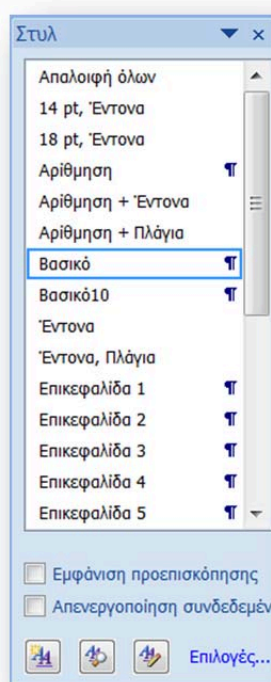 Στυλ
Απαλοιφή όλων
14 pt, Έντονα
18 pt, Έντονα
Αρίθμηση ¶
Αρίθμηση + Έντονα
Αρίθμηση + Πλάγια
Βασικό ¶
Βασικό10 ¶
Έντονα
Έντονα, Πλάγια
Επικεφαλίδα 1 ¶
Επικεφαλίδα 2 ¶
Επικεφαλίδα 3 ¶
Επικεφαλίδα 4 ¶
Επικεφαλίδα 5 ¶
Εμφάνιση προεπισκόπησης
Απενεργοποίηση συνδεδεμέν
Επιλογές...